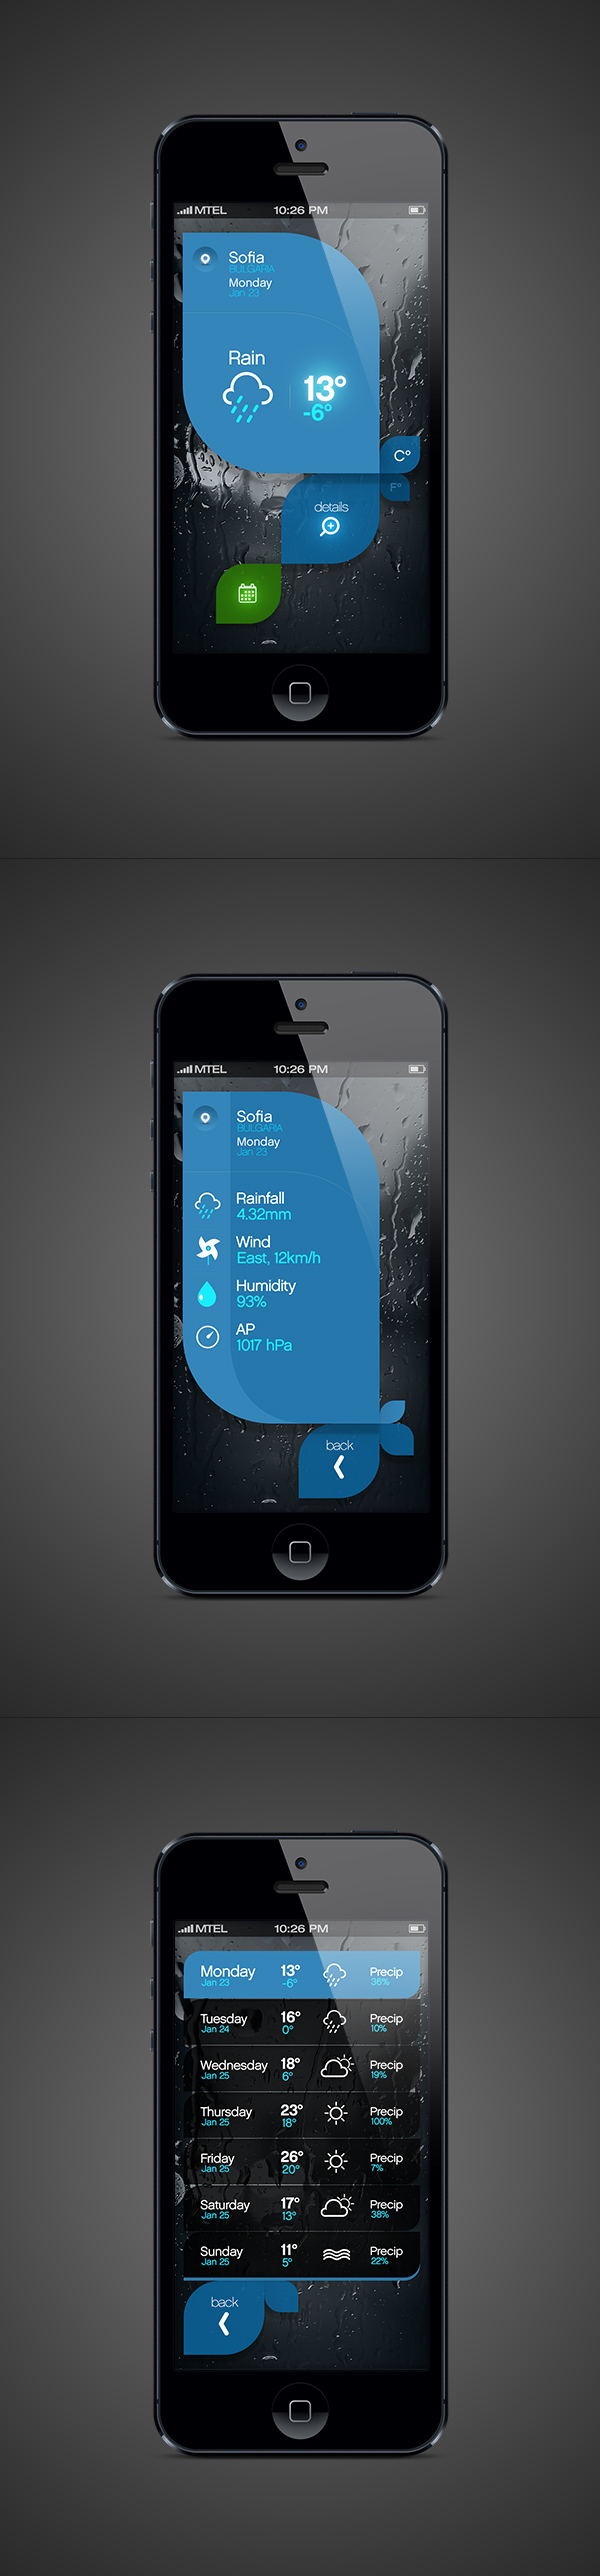 MTEL 10:26 PM
Sofia
BULGARIA
Monday
Jan 23
Rain
13°
-6°
C°
F°
details
MTEL 10:26 PM
Sofia
BULGARIA
Monday
Jan 23
Rainfall
4.32mm
Wind
East, 12km/h
Humidity
93%
AP
1017 hPa
back
MTEL 10:26 PM
Monday 13° Precip
Jan 23 -6° 36%
Tuesday 16° Precip
Jan 24 0° 10%
Wednesday 18° Precip
Jan 25 6° 19%
Thursday 23° Precip
Jan 25 18° 100%
Friday 26° Precip
Jan 25 20° 7%
Saturday 17° Precip
Jan 25 13° 38%
Sunday 11° Precip
Jan 25 5° 22%
back